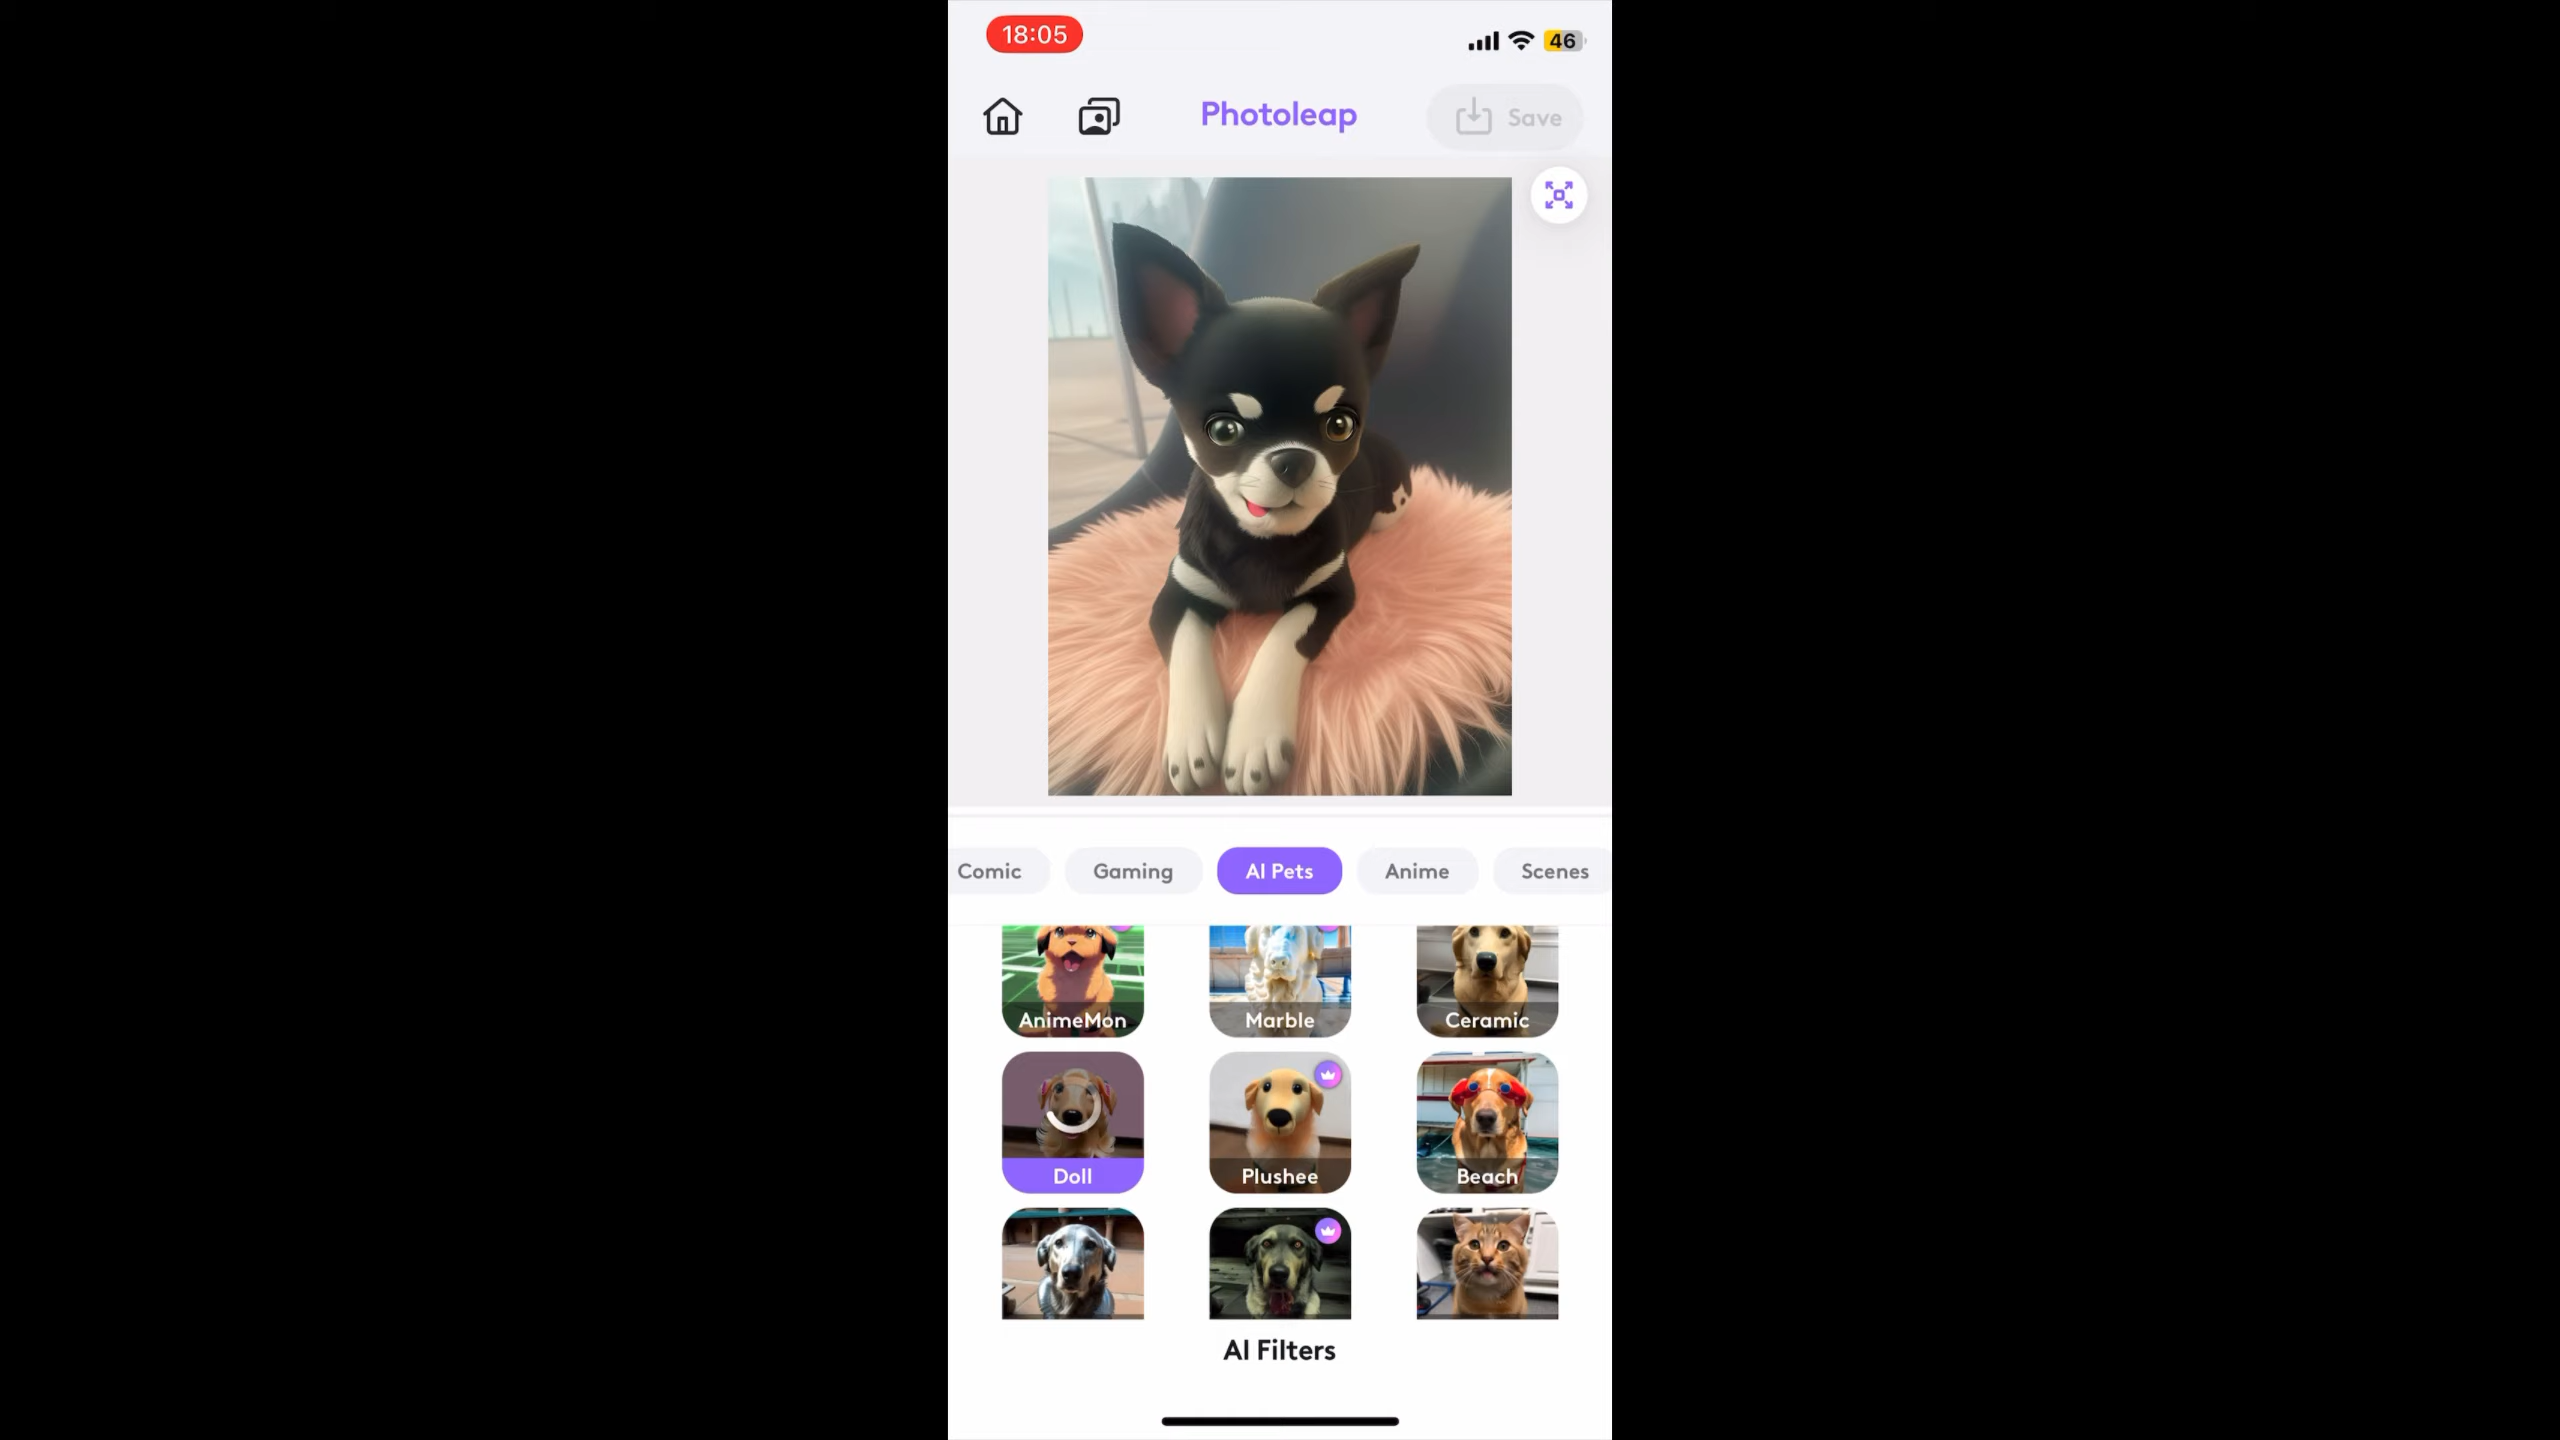 18:05
46
Photoleap
Save
Comic
Gaming
AI Pets
Anime
Scenes
AnimeMon
Marble
Ceramic
Doll
Plushee
Beach
AI Filters